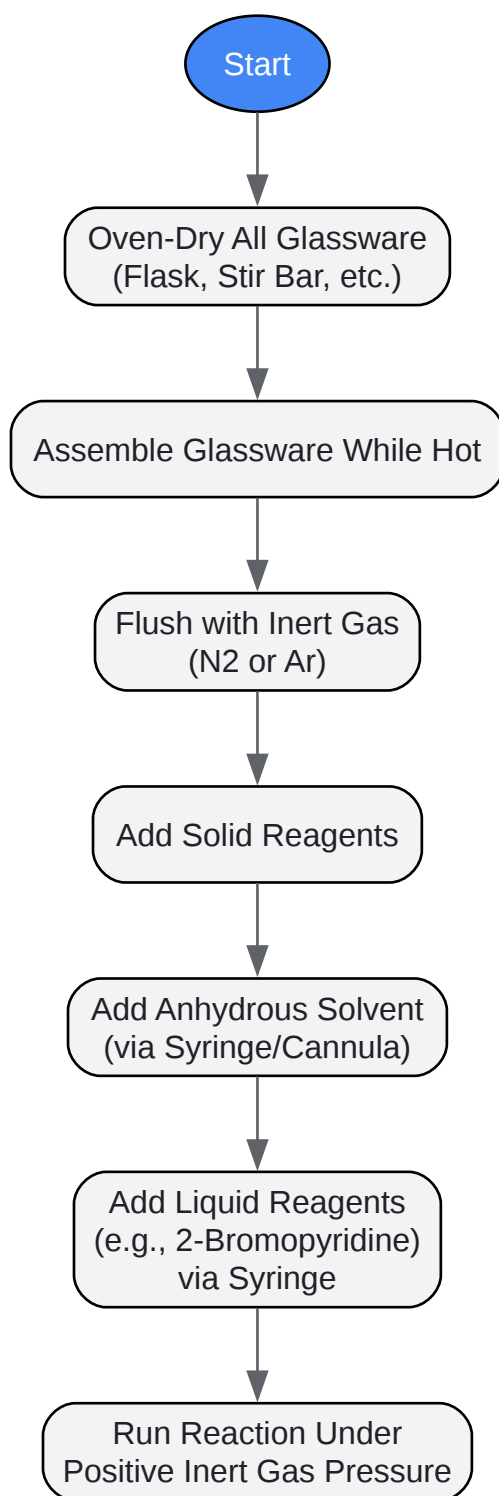 Start
Oven-Dry All Glassware
(Flask, Stir Bar, etc.)
Assemble Glassware While Hot
Flush with Inert Gas
(N2 or Ar)
Add Solid Reagents
Add Anhydrous Solvent
(via Syringe/Cannula)
Add Liquid Reagents
(e.g., 2-Bromopyridine)
via Syringe
Run Reaction Under
Positive Inert Gas Pressure